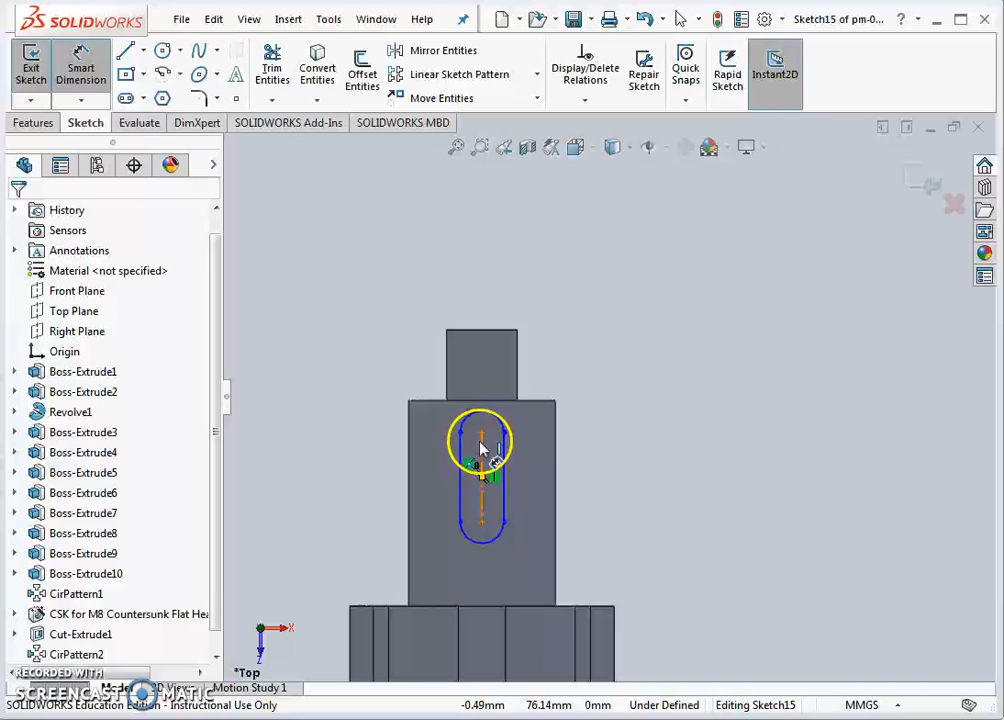 SOLIDWORKS File Edit View Insert Tools Window Help Sketch15 of pm-0... ?
Exit Sketch
Smart Dimension
Trim Entities
Convert Entities
Offset Entities
Mirror Entities
Linear Sketch Pattern
Move Entities
Display/Delete Relations
Repair Sketch
Quick Snaps
Rapid Sketch
Instant2D
Features Sketch Evaluate DimXpert SOLIDWORKS Add-Ins SOLIDWORKS MBD
History
Sensors
Annotations
Material <not specified>
Front Plane
Top Plane
Right Plane
Origin
Boss-Extrude1
Boss-Extrude2
Revolve1
Boss-Extrude3
Boss-Extrude4
Boss-Extrude5
Boss-Extrude6
Boss-Extrude7
Boss-Extrude8
Boss-Extrude9
Boss-Extrude10
CirPattern1
CSK for M8 Countersunk Flat Hea
Cut-Extrude1
CirPattern2
X
Z
*Top
RECORDED WITH
SCREENCAST MATIC
Model 3D Views Motion Study 1
SOLIDWORKS Education Edition - Instructional Use Only -0.49mm 76.14mm 0mm Under Defined Editing Sketch15 MMGS